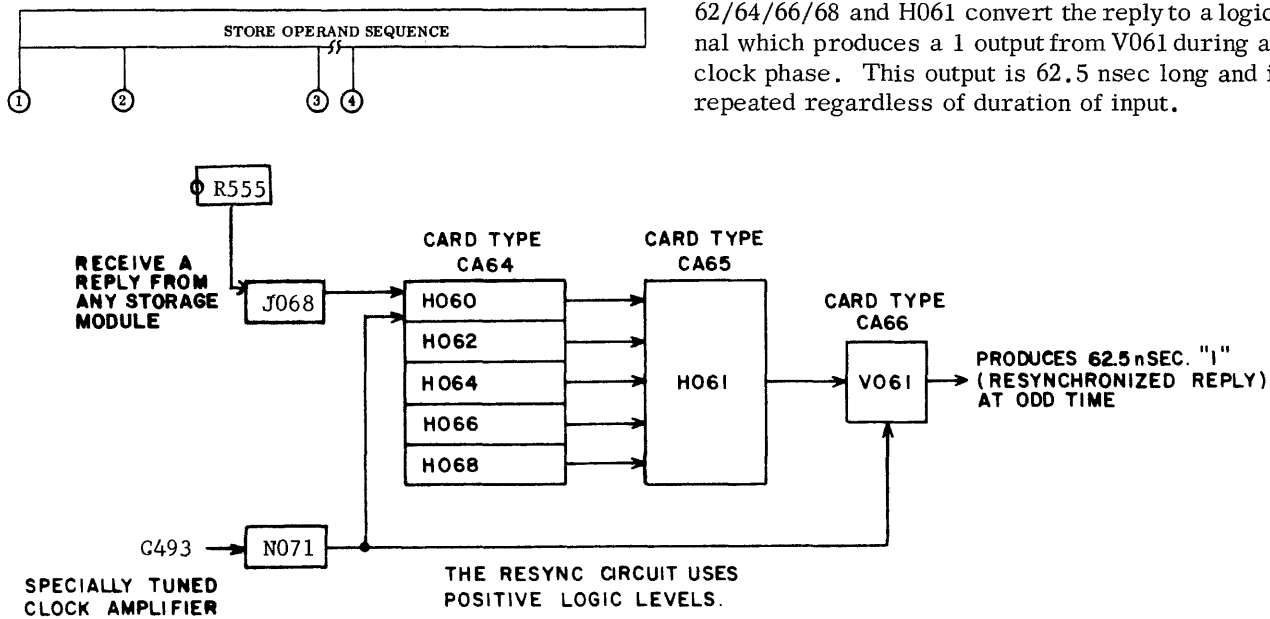 STORE OPERAND SEQUENCE
1 2 3 4
62/64/66/68 and H061 convert the reply to a logic
nal which produces a 1 output from V061 during a
clock phase. This output is 62.5 nsec long and i
repeated regardless of duration of input.
R555
RECEIVE A
REPLY FROM
ANY STORAGE
MODULE
J068
CARD TYPE
CA64
H060
H062
H064
H066
H068
CARD TYPE
CA65
H061
CARD TYPE
CA66
V061
PRODUCES 62.5 nSEC. "1"
(RESYNCHRONIZED REPLY)
AT ODD TIME
G493
N071
SPECIALLY TUNED
CLOCK AMPLIFIER
THE RESYNC CIRCUIT USES
POSITIVE LOGIC LEVELS.